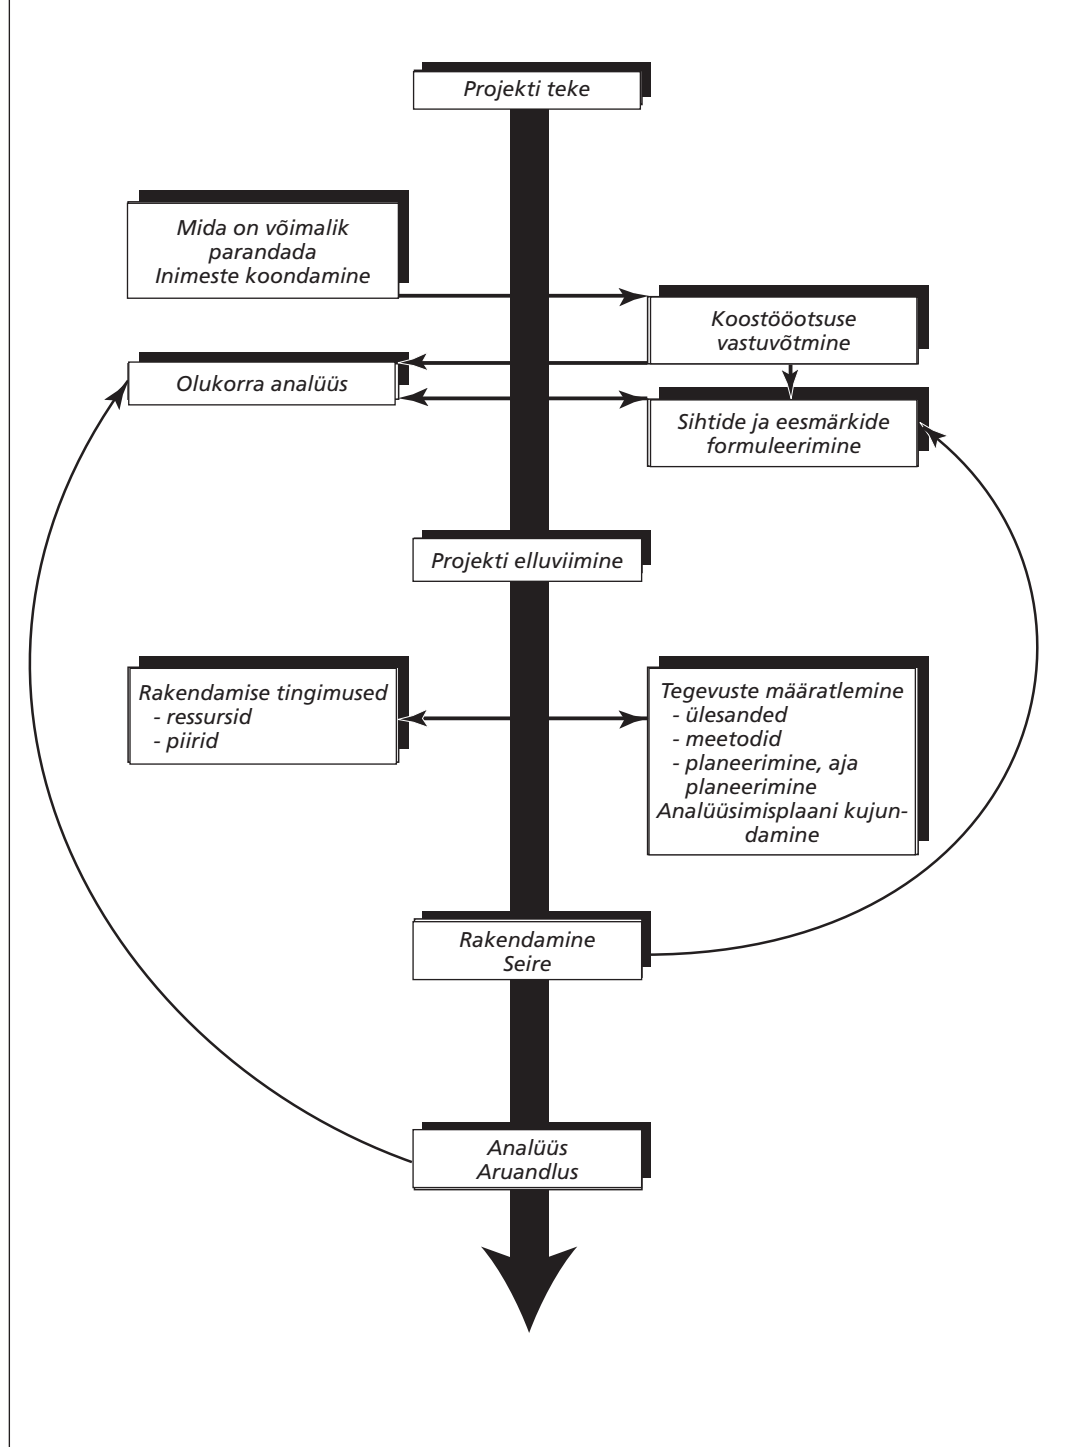 Projekti teke
Mida on võimalik
parandada
Inimeste koondamine
Koostööotsuse
vastuvõtmine
Olukorra analüüs
Sihtide ja eesmärkide
formuleerimine
Projekti elluviimine
Rakendamise tingimused
- ressursid
- piirid
Tegevuste määratlemine
- ülesanded
- meetodid
- planeerimine, aja
planeerimine
Analüüsimisplaani kujun-
damine
Rakendamine
Seire
Analüüs
Aruandlus